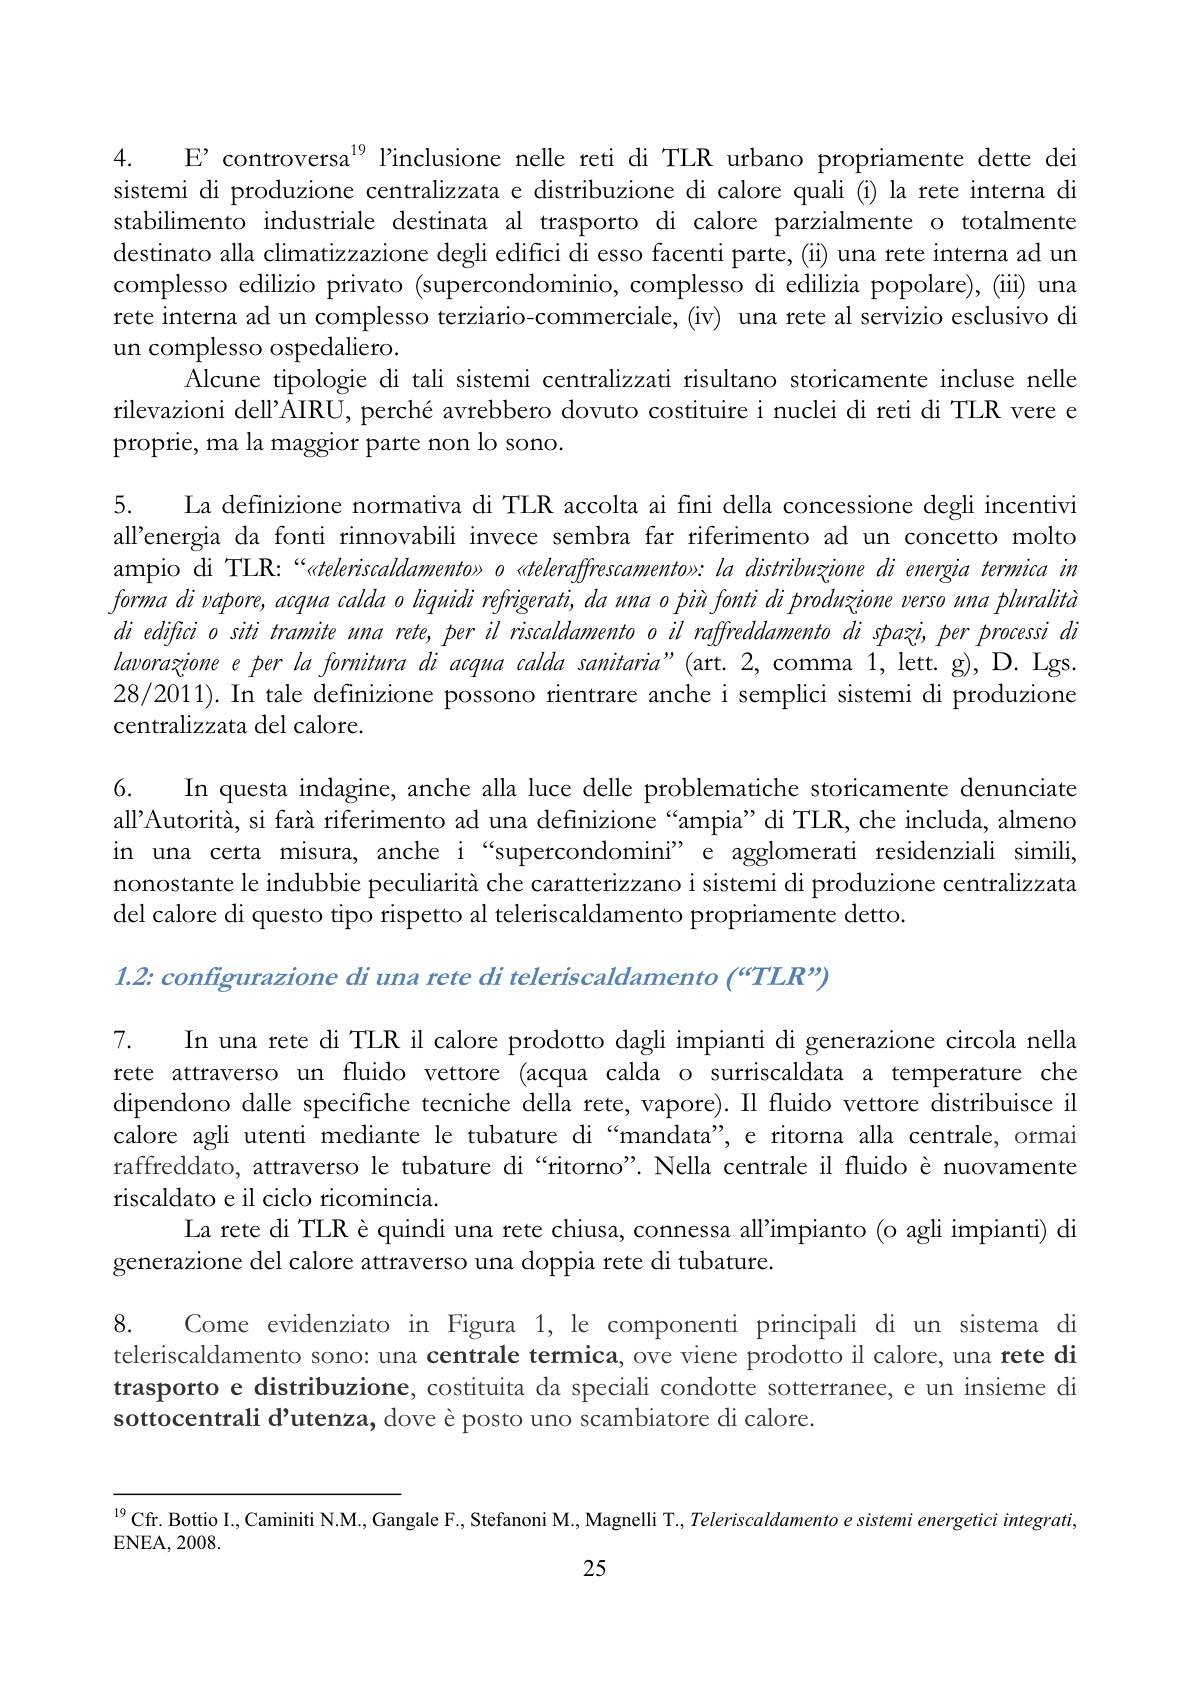 4. E’ controversa19 l’inclusione nelle reti di TLR urbano propriamente dette dei
sistemi di produzione centralizzata e distribuzione di calore quali (i) la rete interna di
stabilimento industriale destinata al trasporto di calore parzialmente o totalmente
destinato alla climatizzazione degli edifici di esso facenti parte, (ii) una rete interna ad un
complesso edilizio privato (supercondominio, complesso di edilizia popolare), (iii) una
rete interna ad un complesso terziario-commerciale, (iv) una rete al servizio esclusivo di
un complesso ospedaliero.
Alcune tipologie di tali sistemi centralizzati risultano storicamente incluse nelle
rilevazioni dell’AIRU, perché avrebbero dovuto costituire i nuclei di reti di TLR vere e
proprie, ma la maggior parte non lo sono.
5. La definizione normativa di TLR accolta ai fini della concessione degli incentivi
all’energia da fonti rinnovabili invece sembra far riferimento ad un concetto molto
ampio di TLR: “«teleriscaldamento» o «teleraffrescamento»: la distribuzione di energia termica in
forma di vapore, acqua calda o liquidi refrigerati, da una o più fonti di produzione verso una pluralità
di edifici o siti tramite una rete, per il riscaldamento o il raffreddamento di spazi, per processi di
lavorazione e per la fornitura di acqua calda sanitaria” (art. 2, comma 1, lett. g), D. Lgs.
28/2011). In tale definizione possono rientrare anche i semplici sistemi di produzione
centralizzata del calore.
6. In questa indagine, anche alla luce delle problematiche storicamente denunciate
all’Autorità, si farà riferimento ad una definizione “ampia” di TLR, che includa, almeno
in una certa misura, anche i “supercondomini” e agglomerati residenziali simili,
nonostante le indubbie peculiarità che caratterizzano i sistemi di produzione centralizzata
del calore di questo tipo rispetto al teleriscaldamento propriamente detto.
1.2: configurazione di una rete di teleriscaldamento (“TLR”)
7. In una rete di TLR il calore prodotto dagli impianti di generazione circola nella
rete attraverso un fluido vettore (acqua calda o surriscaldata a temperature che
dipendono dalle specifiche tecniche della rete, vapore). Il fluido vettore distribuisce il
calore agli utenti mediante le tubature di “mandata”, e ritorna alla centrale, ormai
raffreddato, attraverso le tubature di “ritorno”. Nella centrale il fluido è nuovamente
riscaldato e il ciclo ricomincia.
La rete di TLR è quindi una rete chiusa, connessa all’impianto (o agli impianti) di
generazione del calore attraverso una doppia rete di tubature.
8. Come evidenziato in Figura 1, le componenti principali di un sistema di
teleriscaldamento sono: una centrale termica, ove viene prodotto il calore, una rete di
trasporto e distribuzione, costituita da speciali condotte sotterranee, e un insieme di
sottocentrali d’utenza, dove è posto uno scambiatore di calore.
19 Cfr. Bottio I., Caminiti N.M., Gangale F., Stefanoni M., Magnelli T., Teleriscaldamento e sistemi energetici integrati,
ENEA, 2008.
25